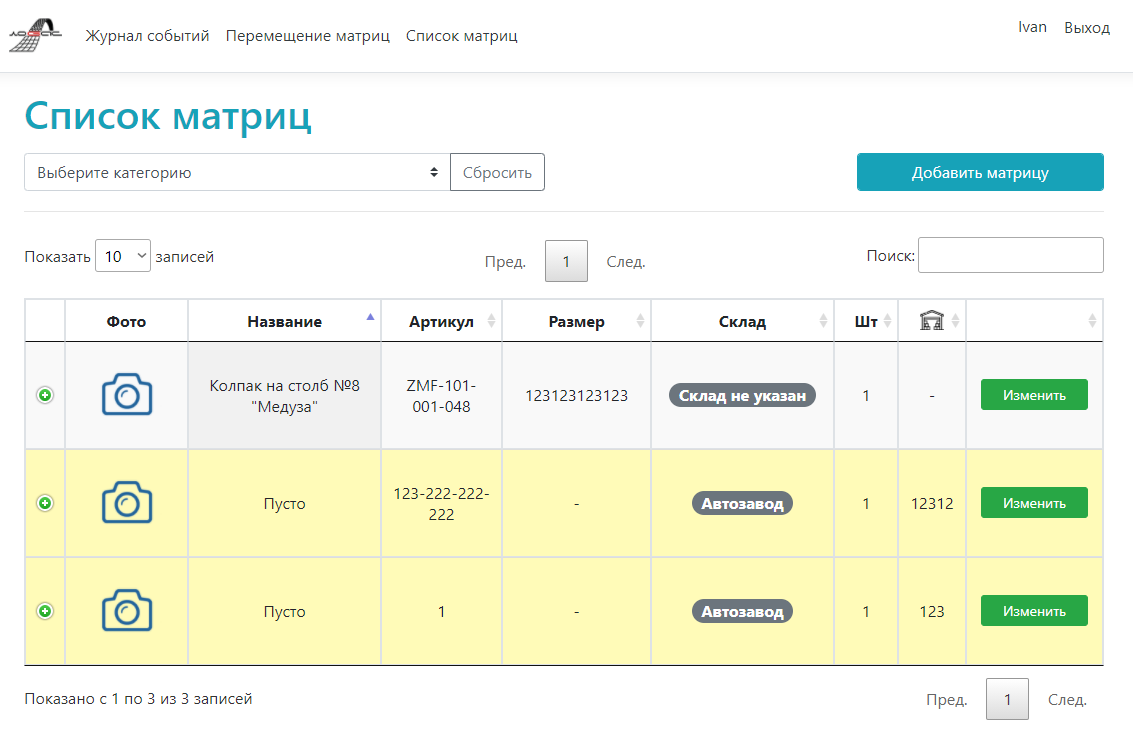 Журнал событий Перемещение матриц Список матриц Ivan Выход
Список матриц
Выберите категорию Сбросить Добавить матрицу
Показать 10 записей Пред. 1 След. Поиск:
Фото Название Артикул Размер Склад Шт
Колпак на столб №8 "Медуза" ZMF-101-001-048 123123123123 Склад не указан 1 - Изменить
Пусто 123-222-222-222 - Автозавод 1 12312 Изменить
Пусто 1 - Автозавод 1 123 Изменить
Показано с 1 по 3 из 3 записей Пред. 1 След.